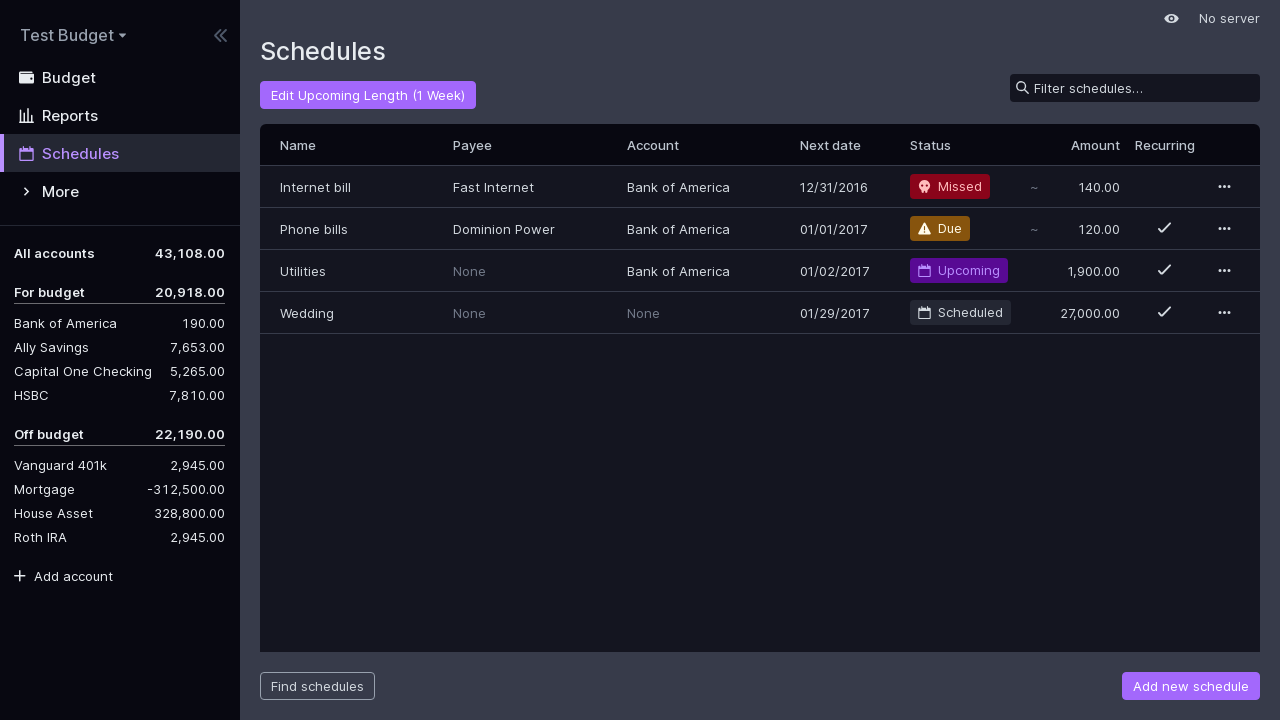 Test Budget
No server
Budget
Reports
Schedules
More
All accounts 43,108.00
For budget 20,918.00
Bank of America 190.00
Ally Savings 7,653.00
Capital One Checking 5,265.00
HSBC 7,810.00
Off budget 22,190.00
Vanguard 401k 2,945.00
Mortgage -312,500.00
House Asset 328,800.00
Roth IRA 2,945.00
Add account
Schedules
Edit Upcoming Length (1 Week)
Filter schedules…
Name Payee Account Next date Status Amount Recurring
Internet bill Fast Internet Bank of America 12/31/2016 Missed ~ 140.00
Phone bills Dominion Power Bank of America 01/01/2017 Due ~ 120.00
Utilities None Bank of America 01/02/2017 Upcoming 1,900.00
Wedding None None 01/29/2017 Scheduled 27,000.00
Find schedules
Add new schedule